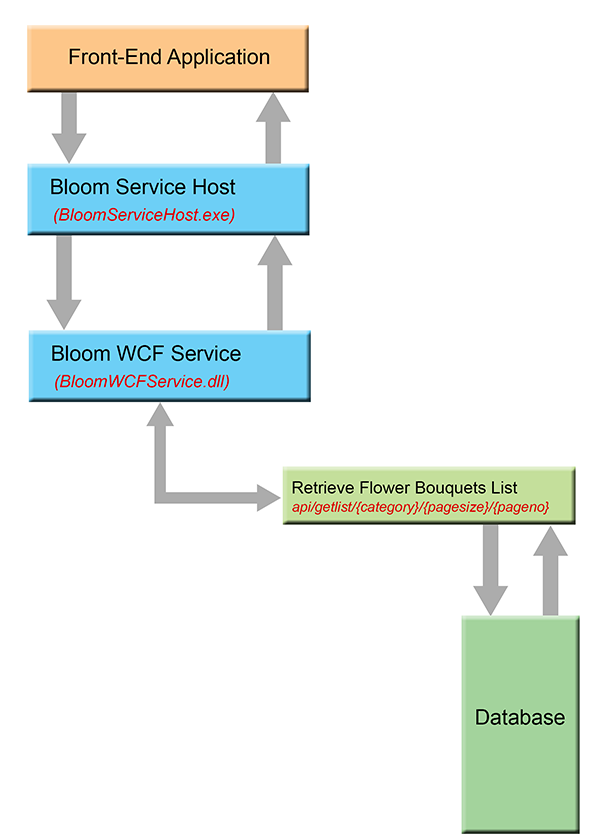 Front-End Application
Bloom Service Host
(BloomServiceHost.exe)
Bloom WCF Service
(BloomWCFService.dll)
Retrieve Flower Bouquets List
api/getlist/{category}/{pagesize}/{pageno}
Database